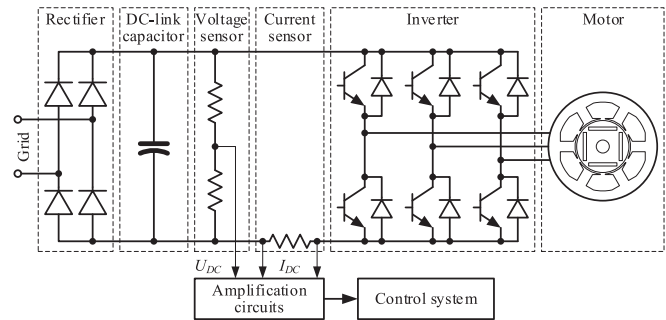 Rectifier
DC-link
capacitor
Voltage
sensor
Current
sensor
Inverter
Motor
Grid
U_DC
I_DC
Amplification
circuits
Control system